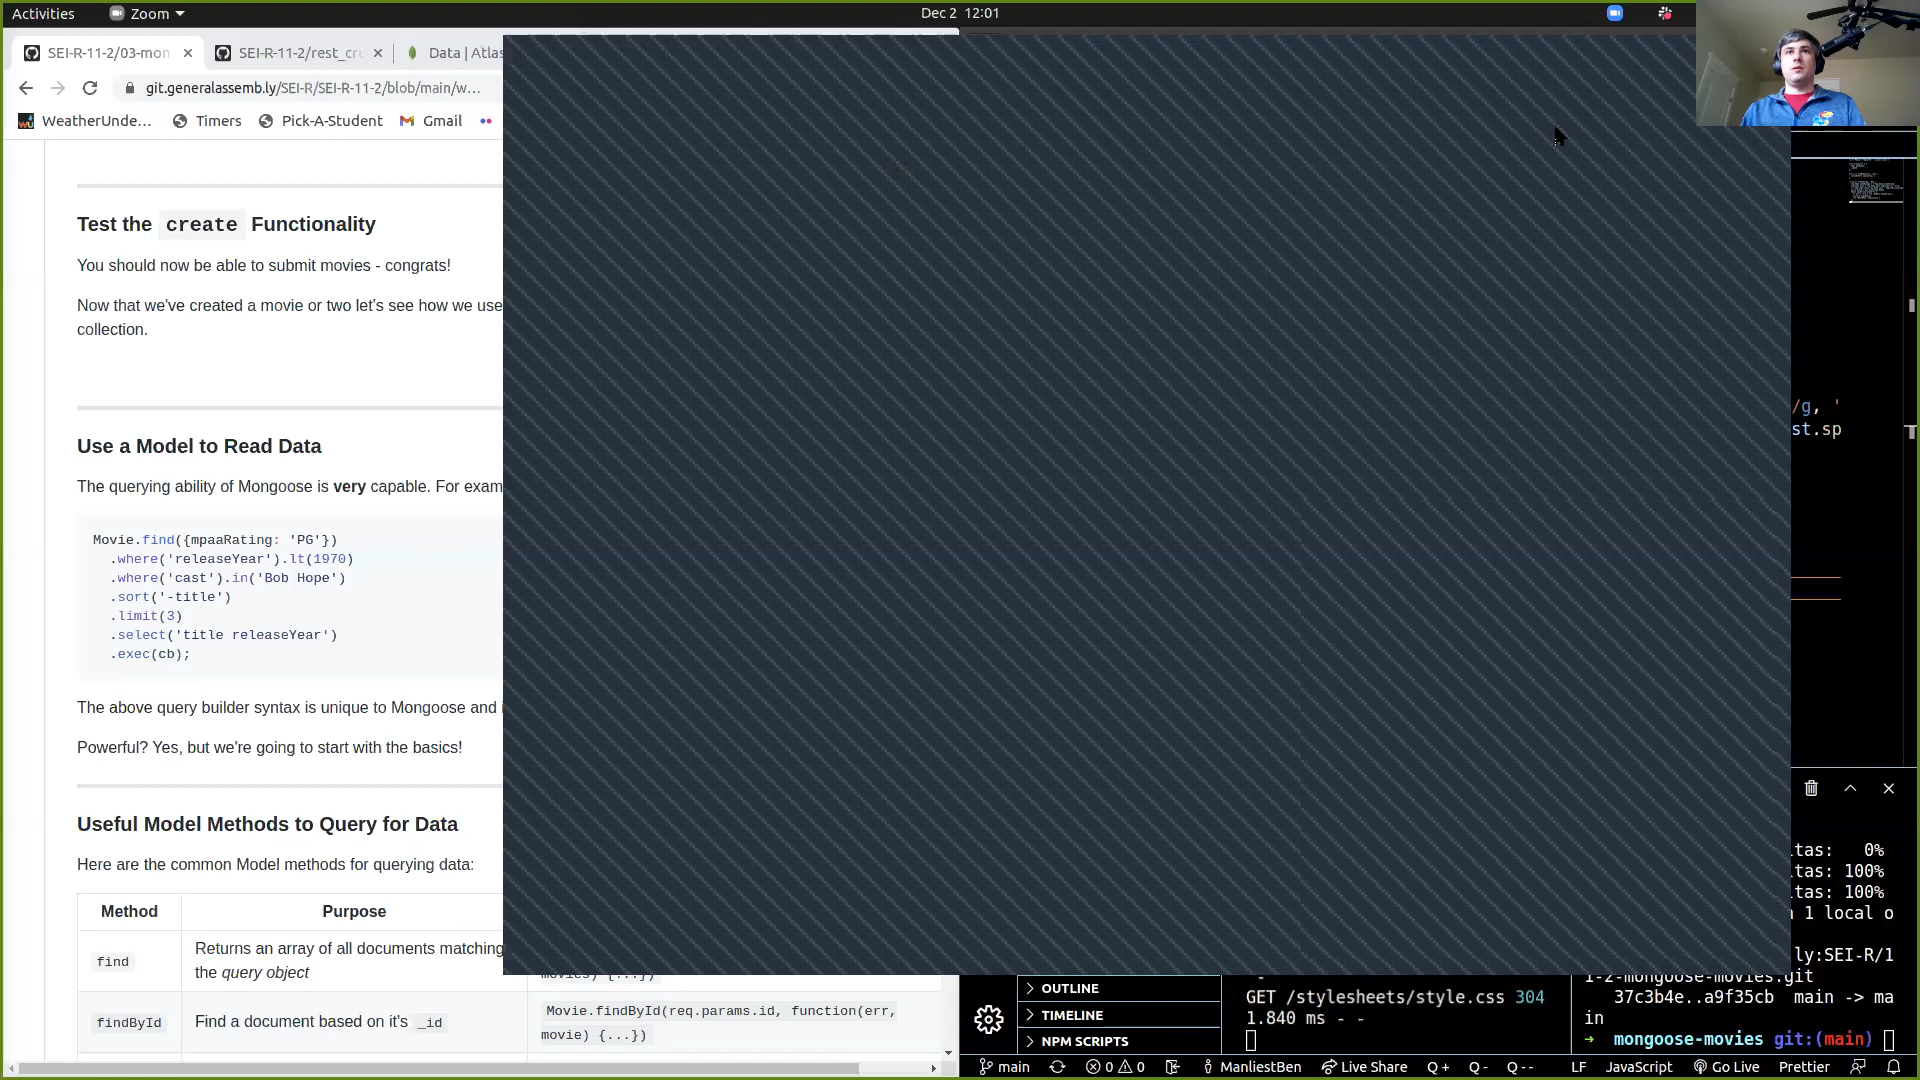 Activities
Zoom
Dec 2 12:01
SEI-R-11-2/03-mon
SEI-R-11-2/rest_cru
Data | Atlas
git.generalassemb.ly/SEI-R/SEI-R-11-2/blob/main/w...
WeatherUnde...
Timers
Pick-A-Student
Gmail
Test the create Functionality
You should now be able to submit movies - congrats!
Now that we've created a movie or two let's see how we use
collection.
Use a Model to Read Data
The querying ability of Mongoose is very capable. For exam
Movie.find({mpaaRating: 'PG'})
.where('releaseYear').lt(1970)
.where('cast').in('Bob Hope')
.sort('-title')
.limit(3)
.select('title releaseYear')
.exec(cb);
The above query builder syntax is unique to Mongoose and i
Powerful? Yes, but we're going to start with the basics!
Useful Model Methods to Query for Data
Here are the common Model methods for querying data:
Method Purpose
find
Returns an array of all documents matching
the query object
movies) {...})
findById
Find a document based on it's _id
Movie.findById(req.params.id, function(err,
movie) {...})
/g, '
st.sp
OUTLINE
TIMELINE
NPM SCRIPTS
GET /stylesheets/style.css 304
1.840 ms - -
tas: 0%
tas: 100%
tas: 100%
1 local o
ly:SEI-R/1
1-2-mongoose-movies.git
37c3b4e..a9f35cb main -> ma
in
➜ mongoose-movies git:(main)
main
0
0
ManliestBen
Live Share
Q +
Q -
Q --
LF
JavaScript
Go Live
Prettier